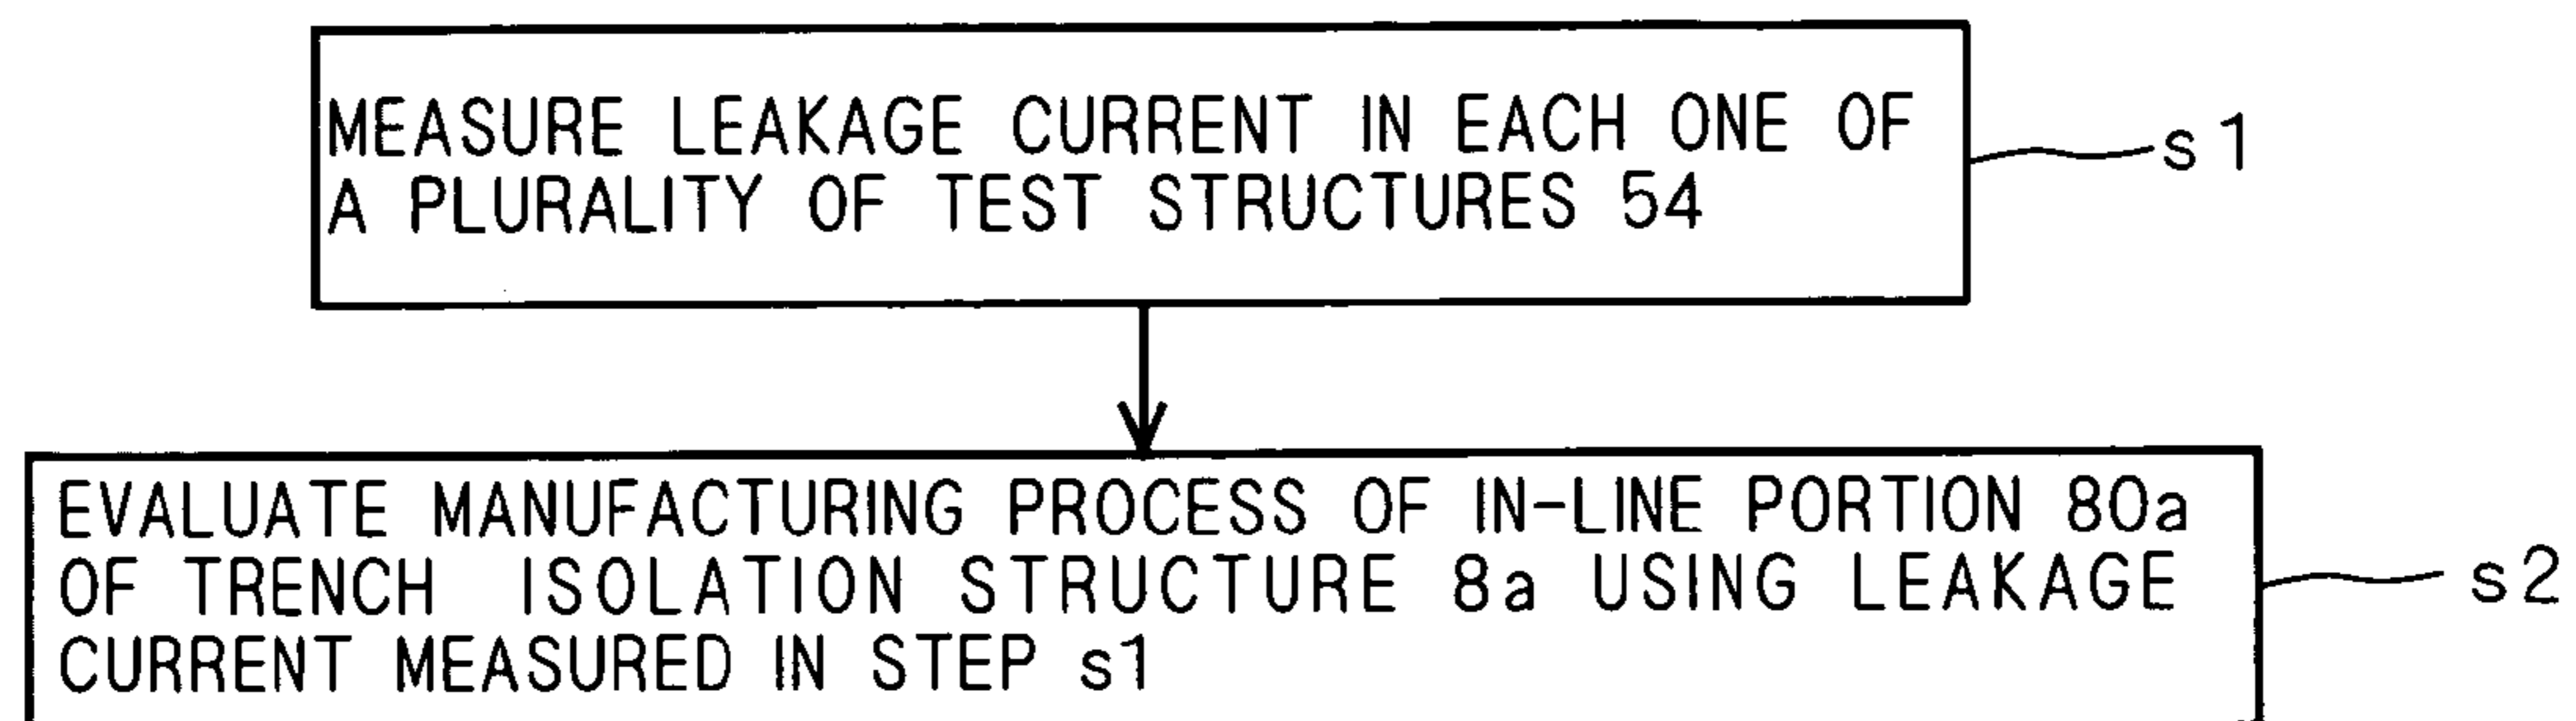 MEASURE LEAKAGE CURRENT IN EACH ONE OF
A PLURALITY OF TEST STRUCTURES 54
s1
EVALUATE MANUFACTURING PROCESS OF IN-LINE PORTION 80a
OF TRENCH ISOLATION STRUCTURE 8a USING LEAKAGE
CURRENT MEASURED IN STEP s1
s2